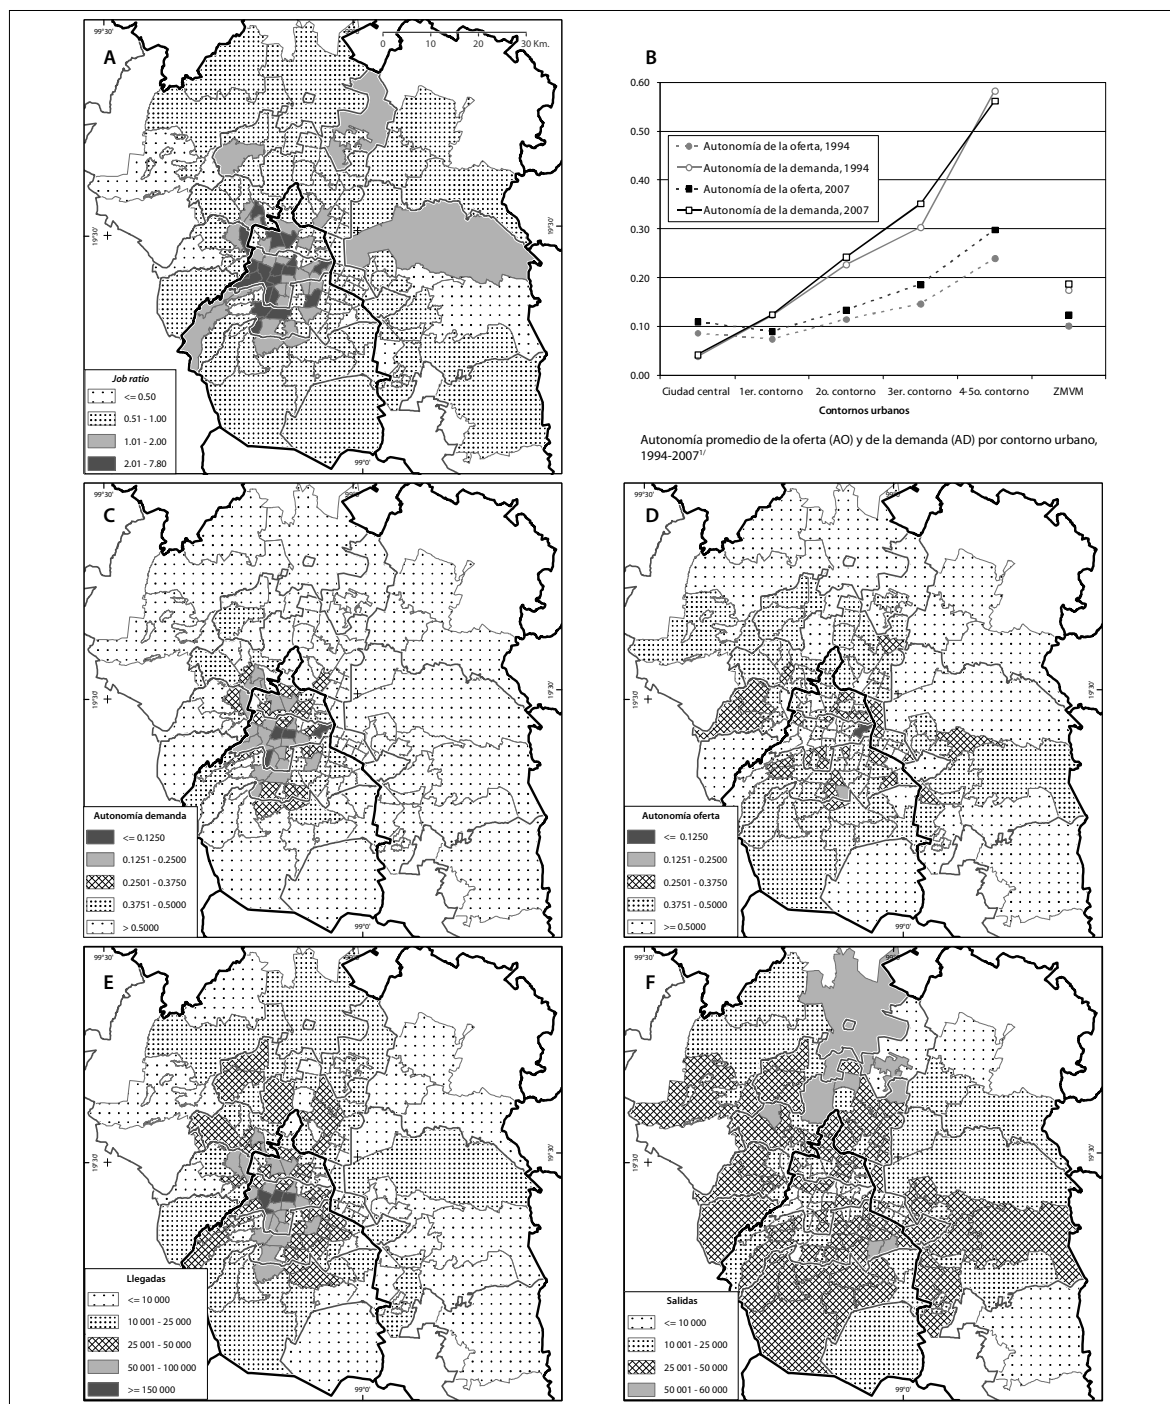 99°30'
99°0'
0 10 20 30 Km.
A
19°30'
19°30'
Job ratio
<= 0.50
0.51 - 1.00
1.01 - 2.00
2.01 - 7.80
99°0'
B
0.60
0.50
0.40
0.30
0.20
0.10
0.00
Autonomía de la oferta, 1994
Autonomía de la demanda, 1994
Autonomía de la oferta, 2007
Autonomía de la demanda, 2007
Ciudad central 1er. contorno 2o. contorno 3er. contorno 4-5o. contorno ZMVM
Contornos urbanos
Autonomía promedio de la oferta (AO) y de la demanda (AD) por contorno urbano,
1994-20071/
99°30'
C
19°30'
19°30'
Autonomía demanda
<= 0.1250
0.1251 - 0.2500
0.2501 - 0.3750
0.3751 - 0.5000
> 0.5000
99°0'
99°30'
D
19°30'
19°30'
Autonomía oferta
<= 0.1250
0.1251 - 0.2500
0.2501 - 0.3750
0.3751 - 0.5000
>= 0.5000
99°0'
99°30'
E
19°30'
19°30'
Llegadas
<= 10 000
10 001 - 25 000
25 001 - 50 000
50 001 - 100 000
>= 150 000
99°0'
99°30'
F
19°30'
19°30'
Salidas
<= 10 000
10 001 - 25 000
25 001 - 50 000
50 001 - 60 000
99°0'